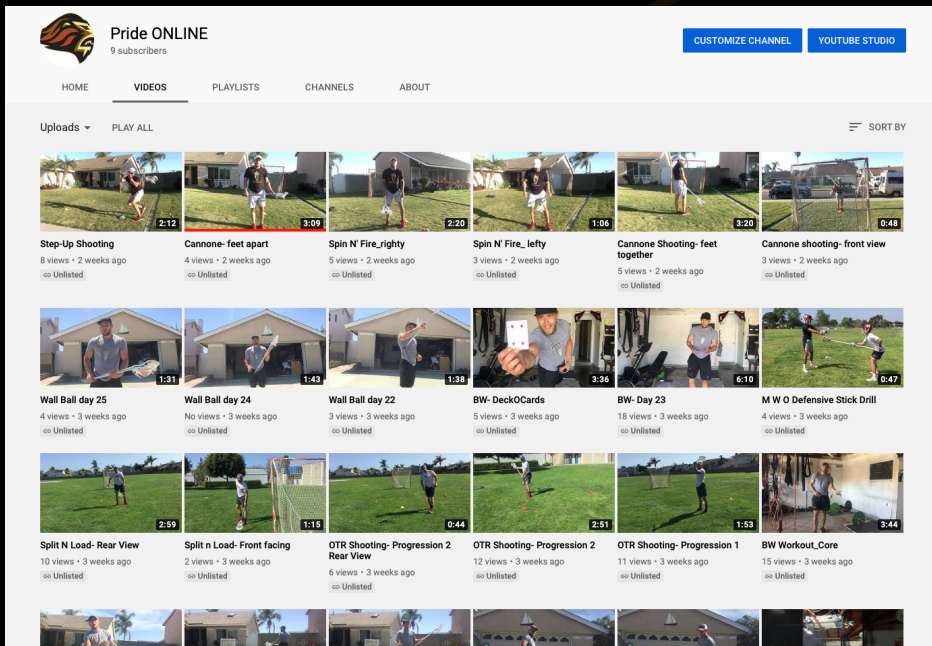 Pride ONLINE
9 subscribers
CUSTOMIZE CHANNEL
YOUTUBE STUDIO
HOME
VIDEOS
PLAYLISTS
CHANNELS
ABOUT
Uploads
PLAY ALL
SORT BY
2:12
3:09
2:20
1:06
3:20
0:48
Step-Up Shooting
8 views • 2 weeks ago
Unlisted
Cannone- feet apart
4 views • 2 weeks ago
Unlisted
Spin N' Fire_righty
5 views • 2 weeks ago
Unlisted
Spin N' Fire_ lefty
3 views • 2 weeks ago
Unlisted
Cannone Shooting- feet
together
5 views • 2 weeks ago
Unlisted
Cannone shooting- front view
3 views • 2 weeks ago
Unlisted
1:31
1:43
1:38
3:36
6:10
0:47
Wall Ball day 25
4 views • 3 weeks ago
Unlisted
Wall Ball day 24
No views • 3 weeks ago
Unlisted
Wall Ball day 22
3 views • 3 weeks ago
Unlisted
BW- DeckOCards
5 views • 3 weeks ago
Unlisted
BW- Day 23
18 views • 3 weeks ago
Unlisted
M W O Defensive Stick Drill
4 views • 3 weeks ago
Unlisted
2:59
1:15
0:44
2:51
1:53
3:44
Split N Load- Rear View
10 views • 3 weeks ago
Unlisted
Split n Load- Front facing
2 views • 3 weeks ago
Unlisted
OTR Shooting- Progression 2
Rear View
6 views • 3 weeks ago
Unlisted
OTR Shooting- Progression 2
12 views • 3 weeks ago
Unlisted
OTR Shooting- Progression 1
11 views • 3 weeks ago
Unlisted
BW Workout_Core
15 views • 3 weeks ago
Unlisted